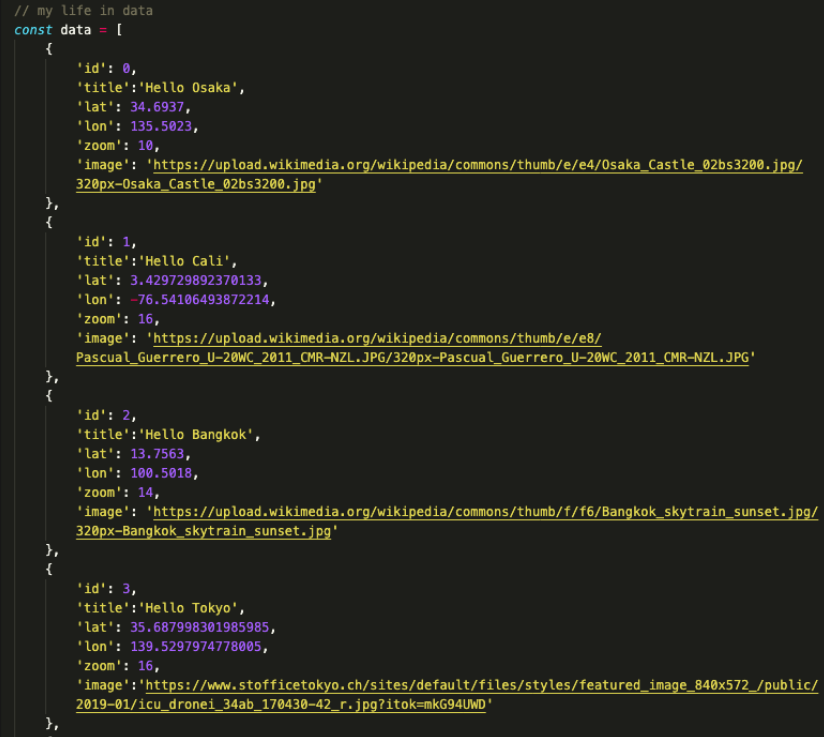 // my life in data
const data = [
{
'id': 0,
'title':'Hello Osaka',
'lat': 34.6937,
'lon': 135.5023,
'zoom': 10,
'image': 'https://upload.wikimedia.org/wikipedia/commons/thumb/e/e4/Osaka_Castle_02bs3200.jpg/
320px-Osaka_Castle_02bs3200.jpg'
},
{
'id': 1,
'title':'Hello Cali',
'lat': 3.429729892370133,
'lon': -76.54106493872214,
'zoom': 16,
'image': 'https://upload.wikimedia.org/wikipedia/commons/thumb/e/e8/
Pascual_Guerrero_U-20WC_2011_CMR-NZL.JPG/320px-Pascual_Guerrero_U-20WC_2011_CMR-NZL.JPG'
},
{
'id': 2,
'title':'Hello Bangkok',
'lat': 13.7563,
'lon': 100.5018,
'zoom': 14,
'image': 'https://upload.wikimedia.org/wikipedia/commons/thumb/f/f6/Bangkok_skytrain_sunset.jpg/
320px-Bangkok_skytrain_sunset.jpg'
},
{
'id': 3,
'title':'Hello Tokyo',
'lat': 35.687998301985985,
'lon': 139.5297974778005,
'zoom': 16,
'image':'https://www.stofficetokyo.ch/sites/default/files/styles/featured_image_840x572_/public/
2019-01/icu_dronei_34ab_170430-42_r.jpg?itok=mkG94UWD'
},